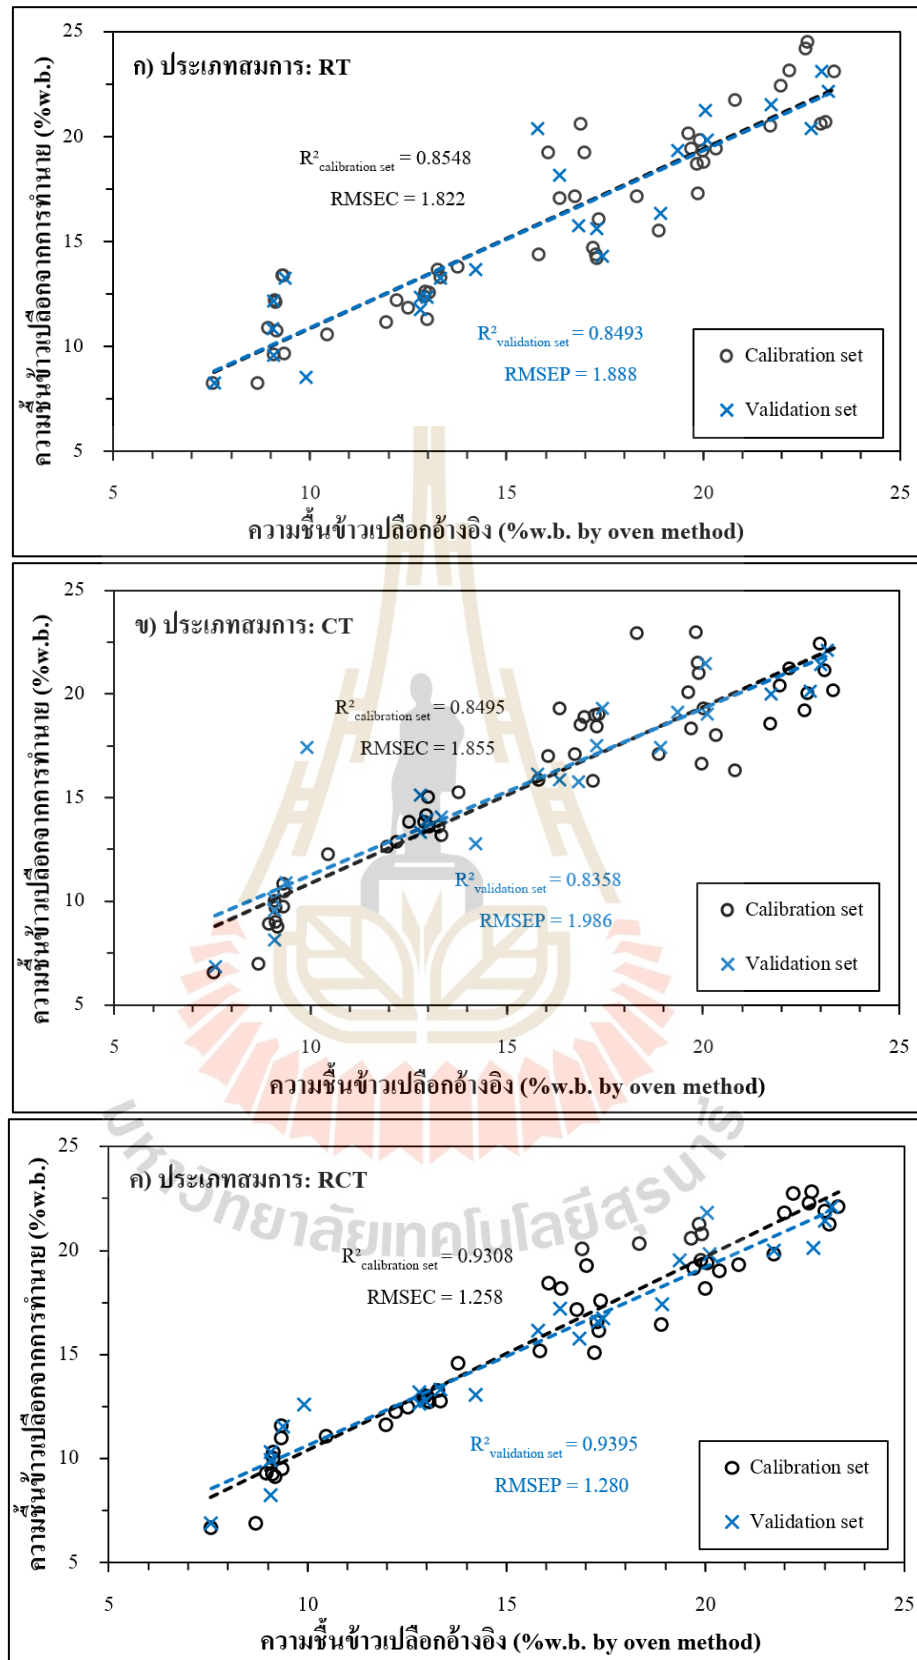 ก) ประเภทสมการ: RT
ความชื้นข้าวเปลือกจากการทำนาย (%w.b.)
25
20
15
10
5
R²calibration set = 0.8548
RMSEC = 1.822
R²validation set = 0.8493
RMSEP = 1.888
Calibration set
Validation set
5 10 15 20 25
ความชื้นข้าวเปลือกอ้างอิง (%w.b. by oven method)
ข) ประเภทสมการ: CT
ความชื้นข้าวเปลือกจากการทำนาย (%w.b.)
25
20
15
10
5
R²calibration set = 0.8495
RMSEC = 1.855
R²validation set = 0.8358
RMSEP = 1.986
Calibration set
Validation set
5 10 15 20 25
ความชื้นข้าวเปลือกอ้างอิง (%w.b. by oven method)
ค) ประเภทสมการ: RCT
ความชื้นข้าวเปลือกจากการทำนาย (%w.b.)
25
20
15
10
5
R²calibration set = 0.9308
RMSEC = 1.258
R²validation set = 0.9395
RMSEP = 1.280
Calibration set
Validation set
5 10 15 20 25
ความชื้นข้าวเปลือกอ้างอิง (%w.b. by oven method)
มหาวิทยาลัยเทคโนโลยีสุรนารี